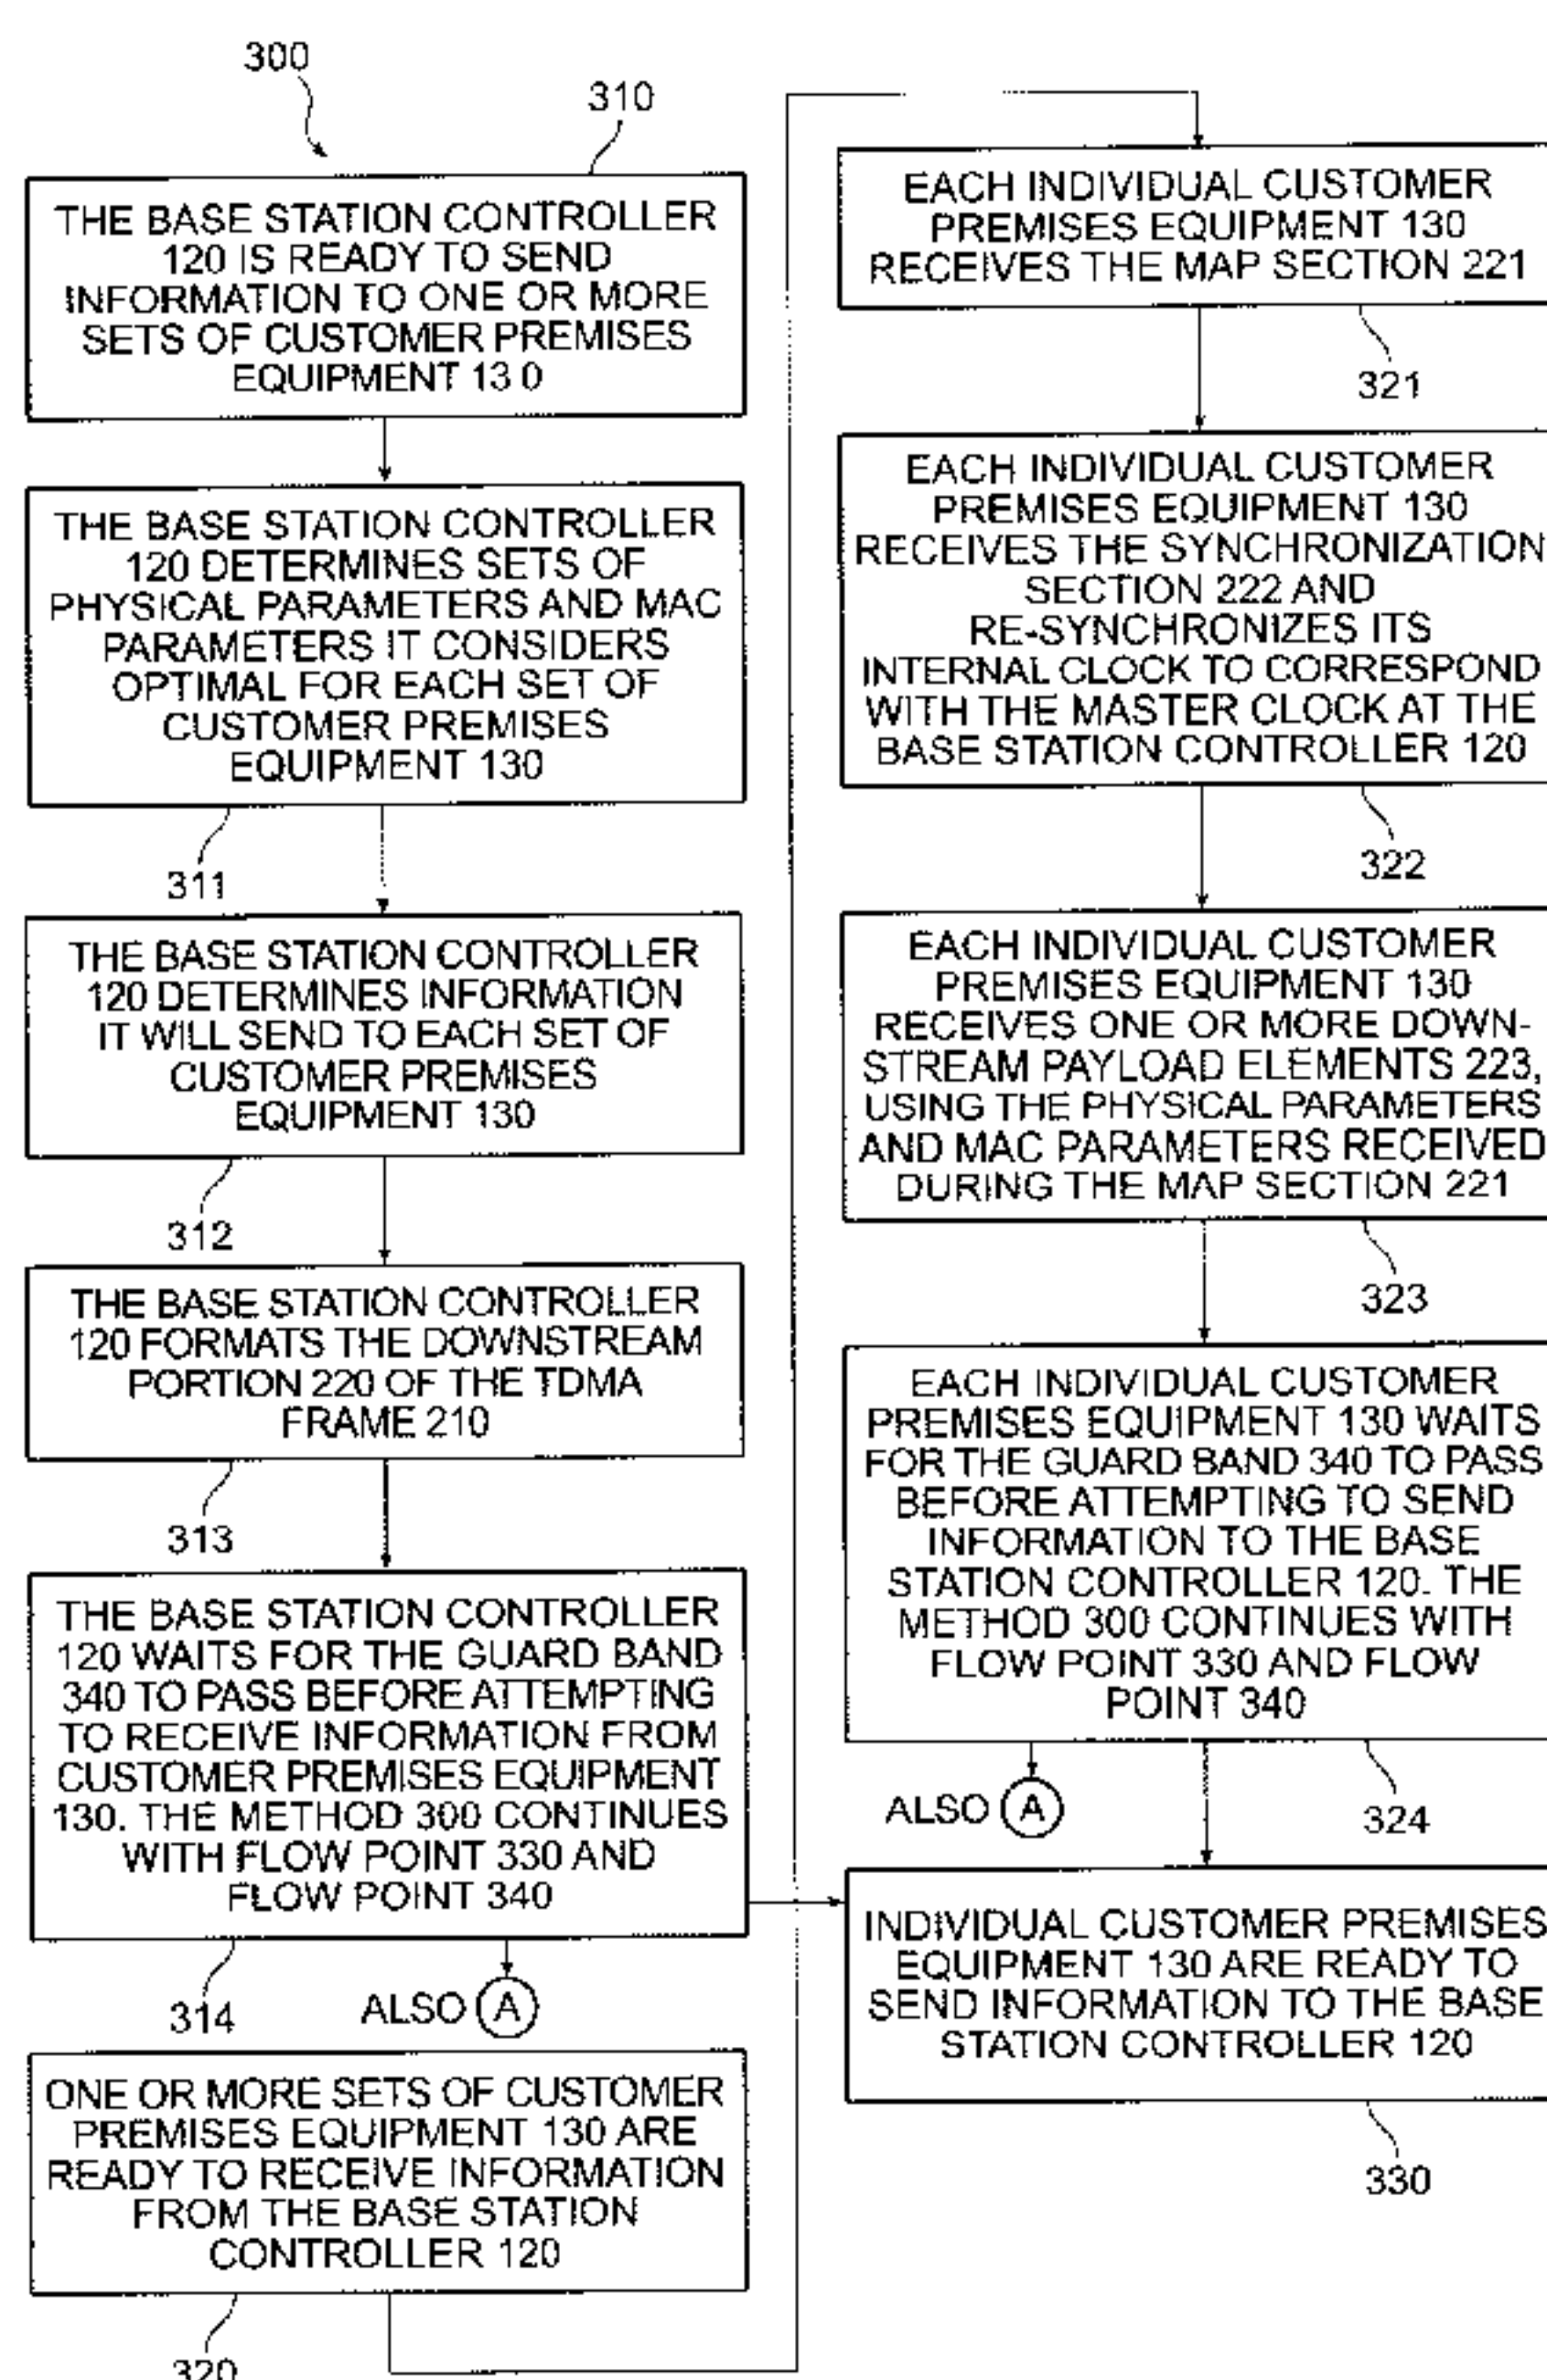 300
310
THE BASE STATION CONTROLLER
120 IS READY TO SEND
INFORMATION TO ONE OR MORE
SETS OF CUSTOMER PREMISES
EQUIPMENT 13 0
THE BASE STATION CONTROLLER
120 DETERMINES SETS OF
PHYSICAL PARAMETERS AND MAC
PARAMETERS IT CONSIDERS
OPTIMAL FOR EACH SET OF
CUSTOMER PREMISES
EQUIPMENT 130
311
THE BASE STATION CONTROLLER
120 DETERMINES INFORMATION
IT WILL SEND TO EACH SET OF
CUSTOMER PREMISES
EQUIPMENT 130
312
THE BASE STATION CONTROLLER
120 FORMATS THE DOWNSTREAM
PORTION 220 OF THE TDMA
FRAME 210
313
THE BASE STATION CONTROLLER
120 WAITS FOR THE GUARD BAND
340 TO PASS BEFORE ATTEMPTING
TO RECEIVE INFORMATION FROM
CUSTOMER PREMISES EQUIPMENT
130. THE METHOD 300 CONTINUES
WITH FLOW POINT 330 AND
FLOW POINT 340
314
ALSO A
ONE OR MORE SETS OF CUSTOMER
PREMISES EQUIPMENT 130 ARE
READY TO RECEIVE INFORMATION
FROM THE BASE STATION
CONTROLLER 120
320
EACH INDIVIDUAL CUSTOMER
PREMISES EQUIPMENT 130
RECEIVES THE MAP SECTION 221
321
EACH INDIVIDUAL CUSTOMER
PREMISES EQUIPMENT 130
RECEIVES THE SYNCHRONIZATION
SECTION 222 AND
RE-SYNCHRONIZES ITS
INTERNAL CLOCK TO CORRESPOND
WITH THE MASTER CLOCK AT THE
BASE STATION CONTROLLER 120
322
EACH INDIVIDUAL CUSTOMER
PREMISES EQUIPMENT 130
RECEIVES ONE OR MORE DOWN-
STREAM PAYLOAD ELEMENTS 223,
USING THE PHYSICAL PARAMETERS
AND MAC PARAMETERS RECEIVED
DURING THE MAP SECTION 221
323
EACH INDIVIDUAL CUSTOMER
PREMISES EQUIPMENT 130 WAITS
FOR THE GUARD BAND 340 TO PASS
BEFORE ATTEMPTING TO SEND
INFORMATION TO THE BASE
STATION CONTROLLER 120. THE
METHOD 300 CONTINUES WITH
FLOW POINT 330 AND FLOW
POINT 340
ALSO A
324
INDIVIDUAL CUSTOMER PREMISES
EQUIPMENT 130 ARE READY TO
SEND INFORMATION TO THE BASE
STATION CONTROLLER 120
330